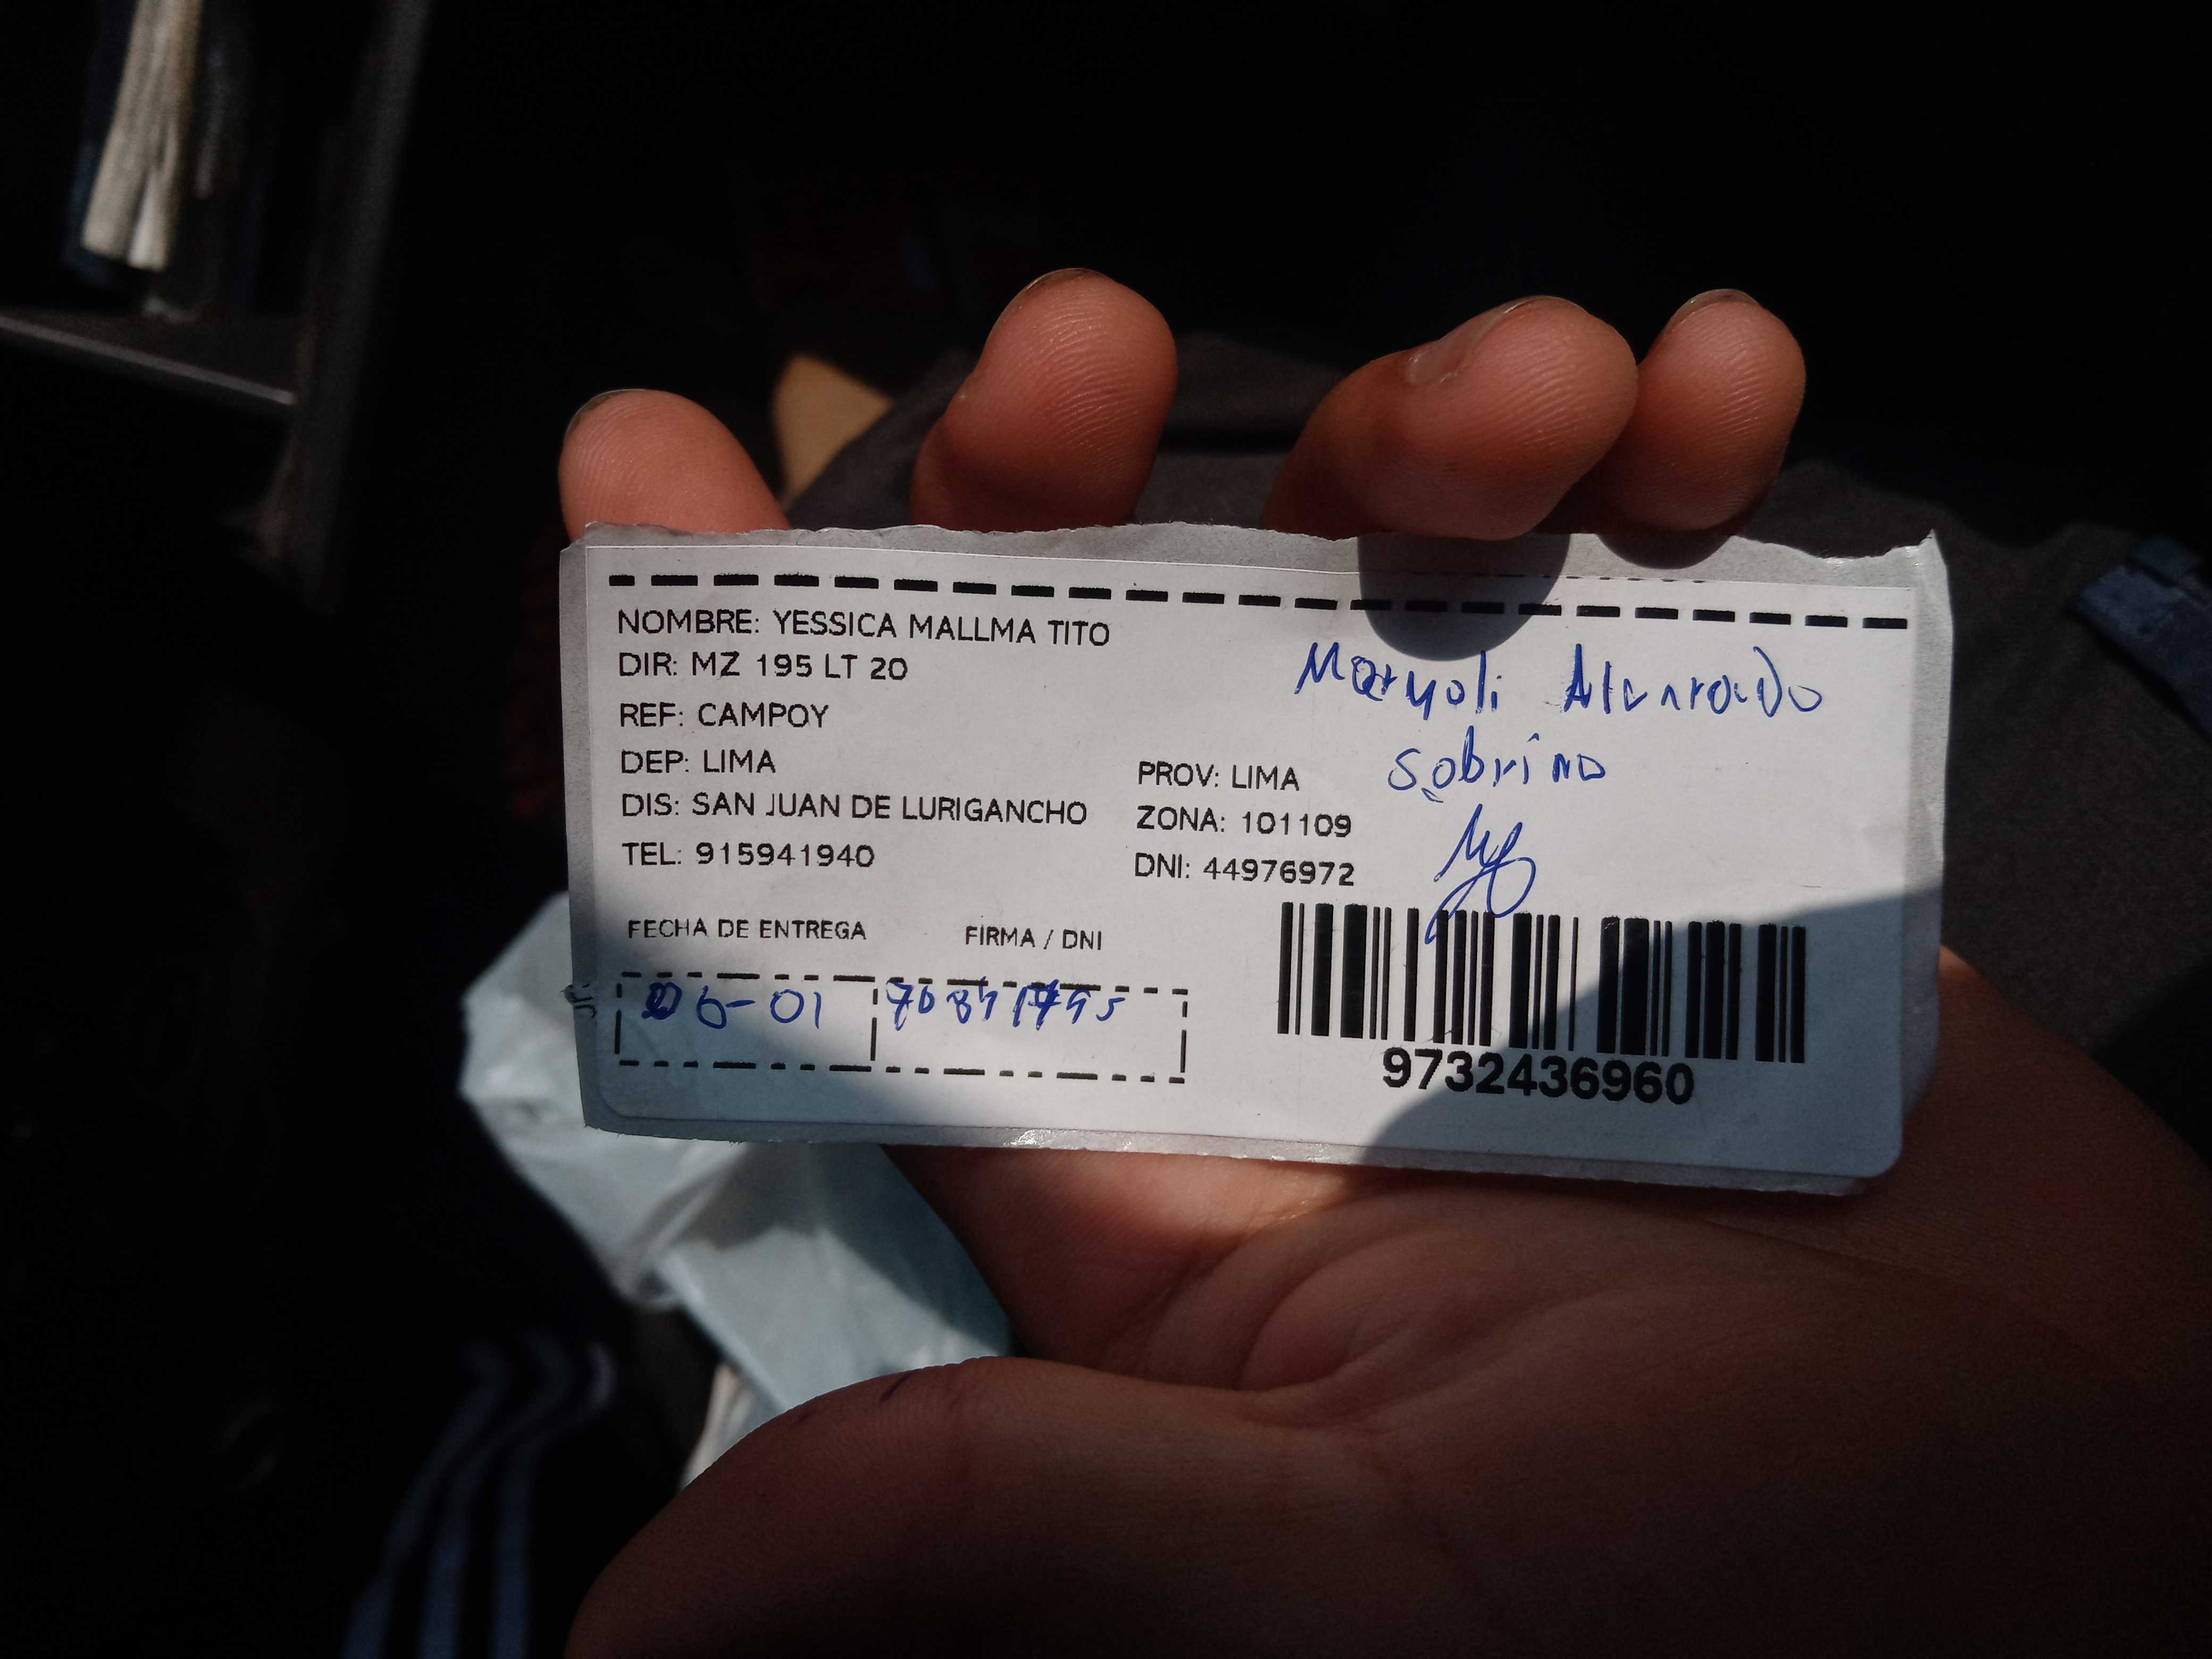 NOMBRE: YESSICA MALLMA TITO
DIR: MZ 195 LT 20
REF: CAMPOY
DEP: LIMA
PROV: LIMA
DIS: SAN JUAN DE LURIGANCHO
ZONA: 101109
TEL: 915941940
DNI: 44976972
Maryoli Alvarado
sobrino
FECHA DE ENTREGA
FIRMA / DNI
06-01
9732436960